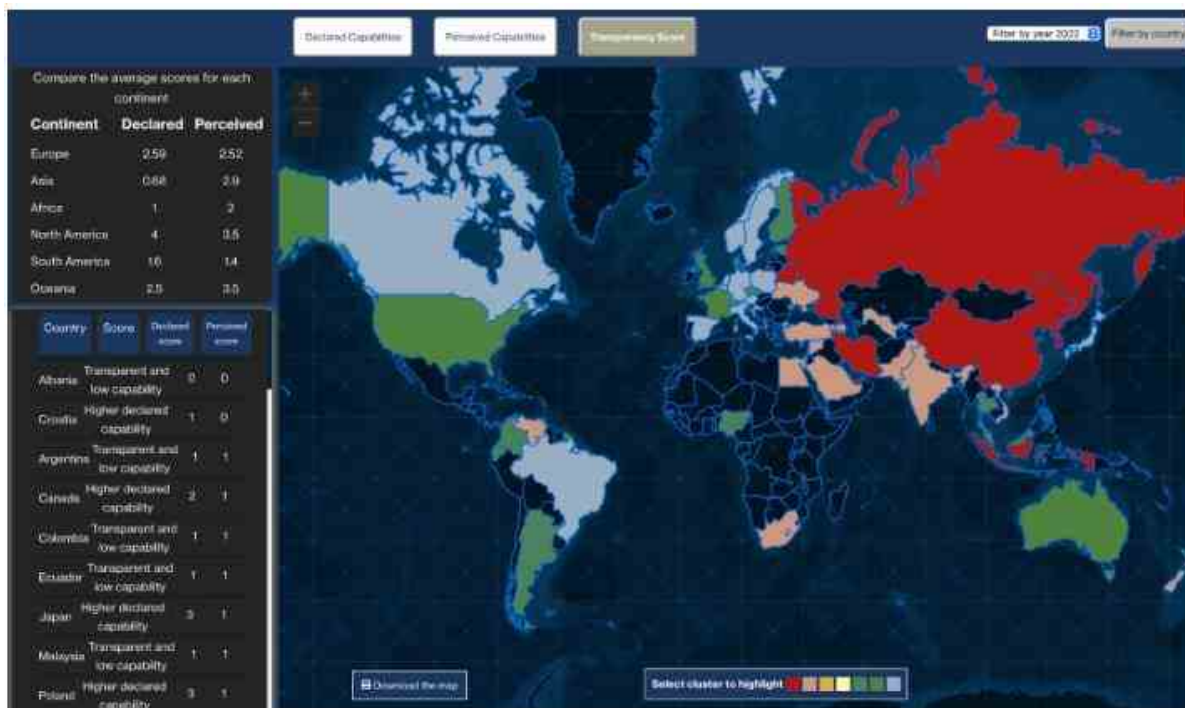 Declared Capabilities
Perceived Capabilities
Transparency Score
Filter by year 2022
Filter by country
Compare the average scores for each
continent
Continent Declared Perceived
Europe 2.59 2.52
Asia 0.68 2.9
Africa 1 2
North America 4 3.5
South America 1.6 1.4
Oceania 2.5 3.5
Country Score Declared score Perceived score
Albania Transparent and low capability 0 0
Croatia Higher declared capability 1 0
Argentina Transparent and low capability 1 1
Canada Higher declared capability 2 1
Colombia Transparent and low capability 1 1
Ecuador Transparent and low capability 1 1
Japan Higher declared capability 3 1
Malaysia Transparent and low capability 1 1
Poland Higher declared capability 3 1
+
−
Download the map
Select cluster to highlight